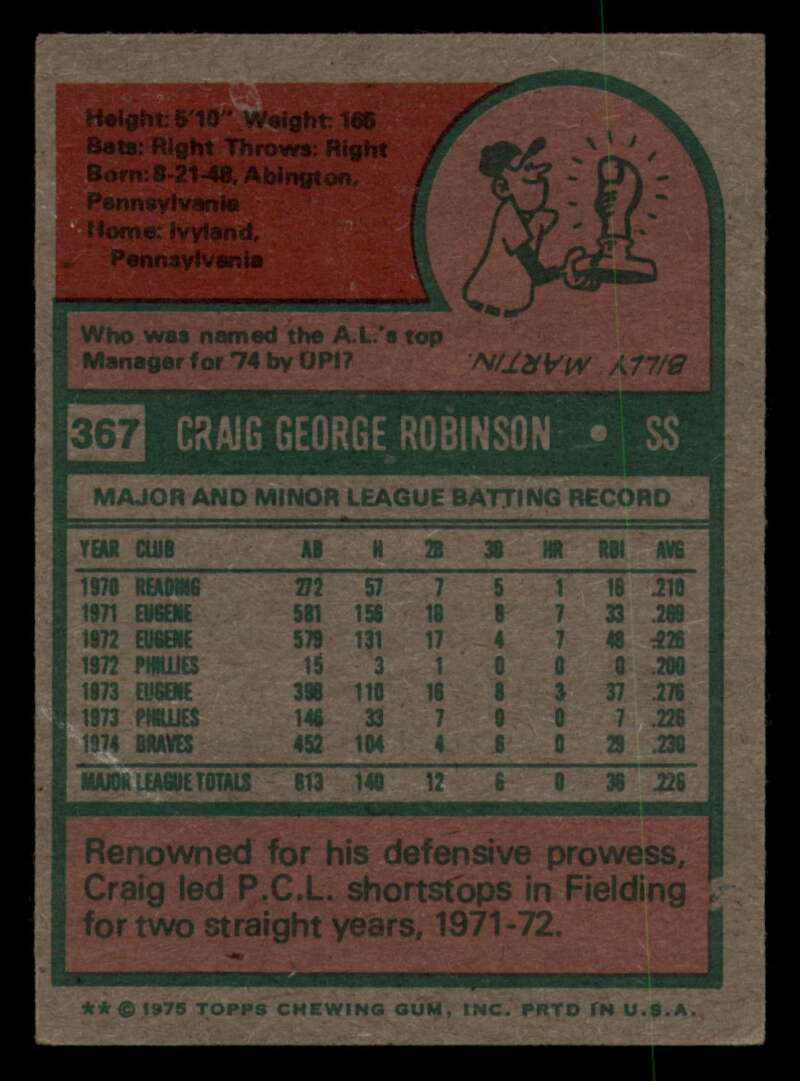 Height: 5'10" Weight: 165
Bats: Right Throws: Right
Born: 8-21-48, Abington,
Pennsylvania
Home: Ivyland,
Pennsylvania
Who was named the A.L.'s top
Manager for '74 by UPI?
BILLY MARTIN.
367 CRAIG GEORGE ROBINSON • SS
MAJOR AND MINOR LEAGUE BATTING RECORD
YEAR CLUB AB H 2B 3B HR RBI AVG
1970 READING 272 57 7 5 1 16 .210
1971 EUGENE 581 156 18 8 7 33 .269
1972 EUGENE 579 131 17 4 7 48 .226
1972 PHILLIES 15 3 1 0 0 0 .200
1973 EUGENE 398 110 16 8 3 37 .276
1973 PHILLIES 146 33 7 0 0 7 .226
1974 BRAVES 452 104 4 6 0 29 .230
MAJOR LEAGUE TOTALS 613 140 12 6 0 36 .226
Renowned for his defensive prowess,
Craig led P.C.L. shortstops in Fielding
for two straight years, 1971-72.
** © 1975 TOPPS CHEWING GUM, INC. PRTD IN U.S.A.